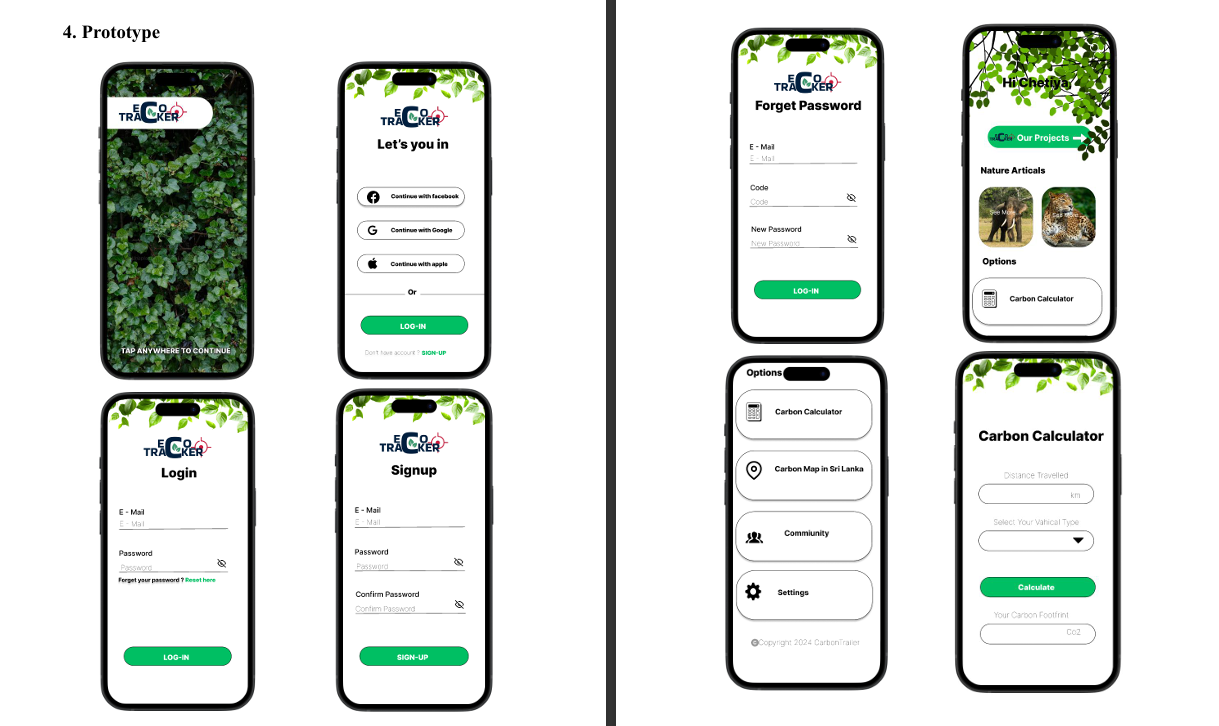 4. Prototype
ECO
TRACKER
TAP ANYWHERE TO CONTINUE
ECO
TRACKER
Let's you in
Continue with facebook
Continue with Google
Continue with apple
Or
LOG-IN
Don't have account ? SIGN-UP
ECO
TRACKER
Login
E - Mail
E - Mail
Password
Password
Forget your password ? Reset here
LOG-IN
ECO
TRACKER
Signup
E - Mail
E - Mail
Password
Password
Confirm Password
Confirm Password
SIGN-UP
ECO
TRACKER
Forget Password
E - Mail
E - Mail
Code
Code
New Password
New Password
LOG-IN
Hi Chetiya,
Our Projects
Nature Articals
See More
See More
Options
Carbon Calculator
Options
Carbon Calculator
Carbon Map in Sri Lanka
Commiunity
Settings
©Copyright 2024 CarbonTrailer
Carbon Calculator
Distance Travelled
km
Select Your Vahical Type
Calculate
Your Carbon Footfrint
Co2